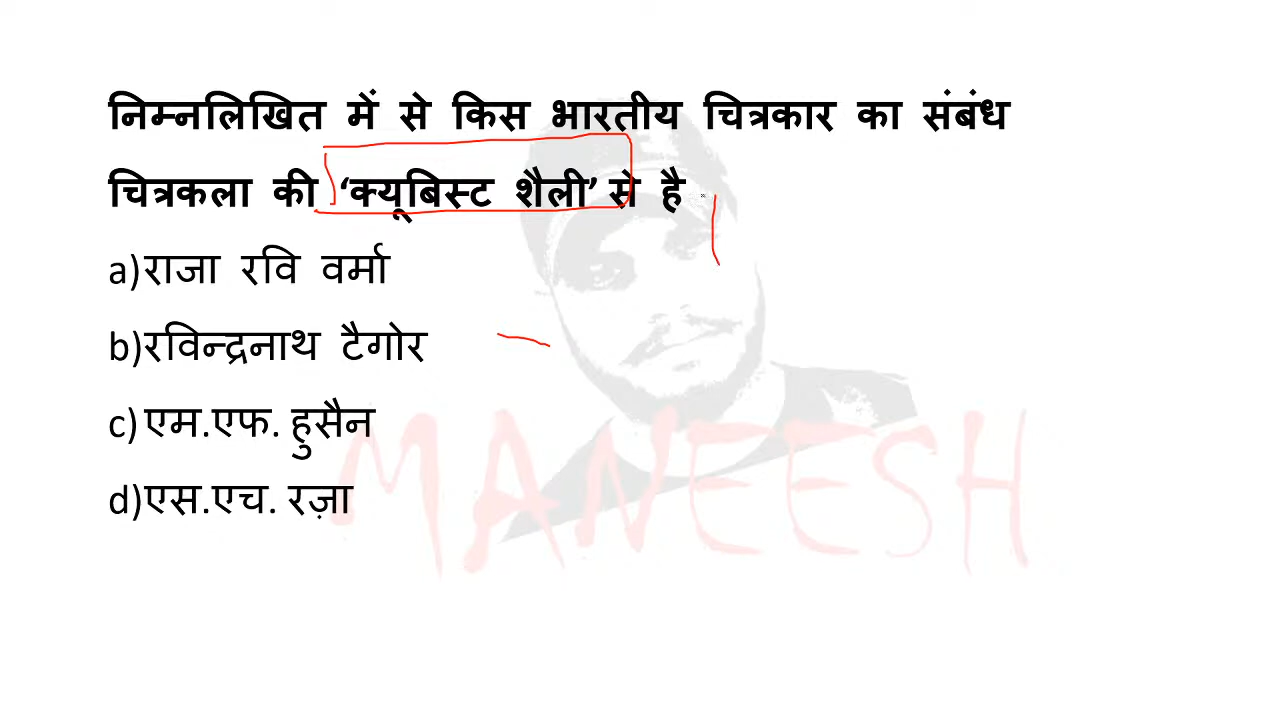 निम्नलिखित में से किस भारतीय चित्रकार का संबंध
चित्रकला की ‘क्यूबिस्ट शैली’ से है
a)राजा रवि वर्मा
b)रविन्द्रनाथ टैगोर
c)एम.एफ. हुसैन
d)एस.एच. रज़ा
MANEESH